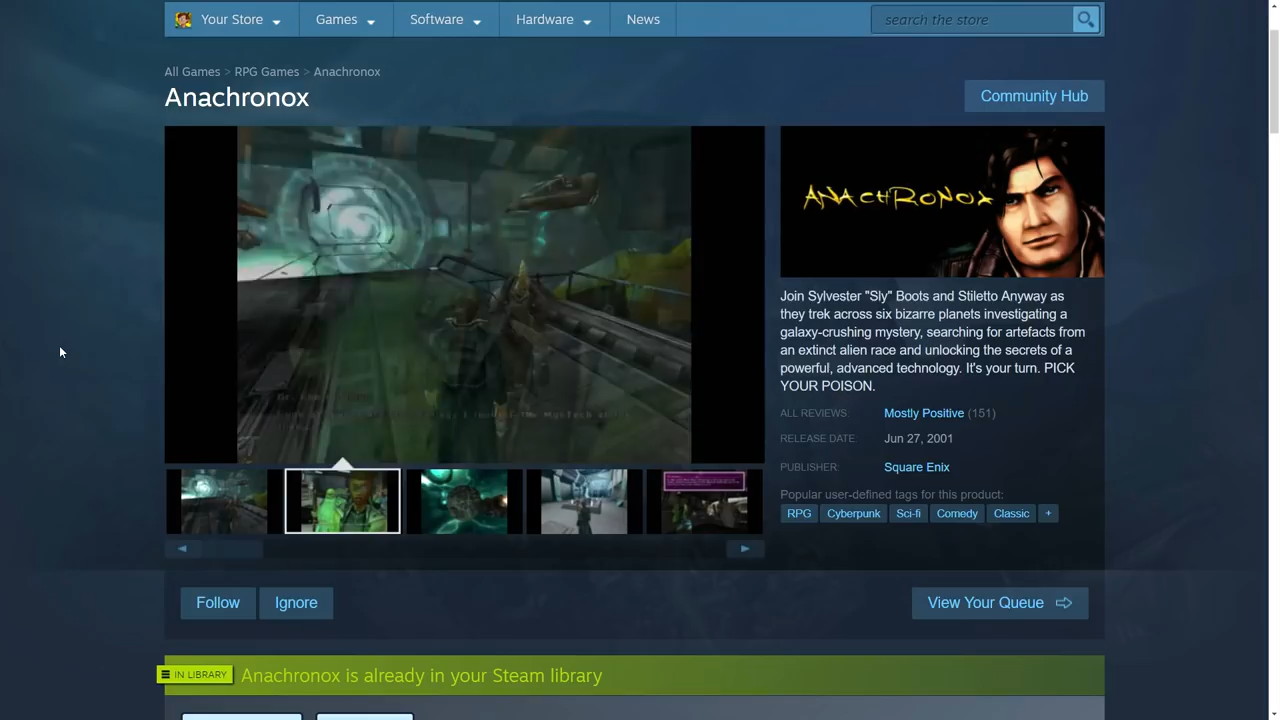 Your Store
Games
Software
Hardware
News
search the store
All Games > RPG Games > Anachronox
Anachronox
Community Hub
ANACHRONOX
Join Sylvester "Sly" Boots and Stiletto Anyway as
they trek across six bizarre planets investigating a
galaxy-crushing mystery, searching for artefacts from
an extinct alien race and unlocking the secrets of a
powerful, advanced technology. It's your turn. PICK
YOUR POISON.
ALL REVIEWS: Mostly Positive (151)
RELEASE DATE: Jun 27, 2001
PUBLISHER: Square Enix
Popular user-defined tags for this product:
RPG Cyberpunk Sci-fi Comedy Classic +
Follow
Ignore
View Your Queue
IN LIBRARY
Anachronox is already in your Steam library